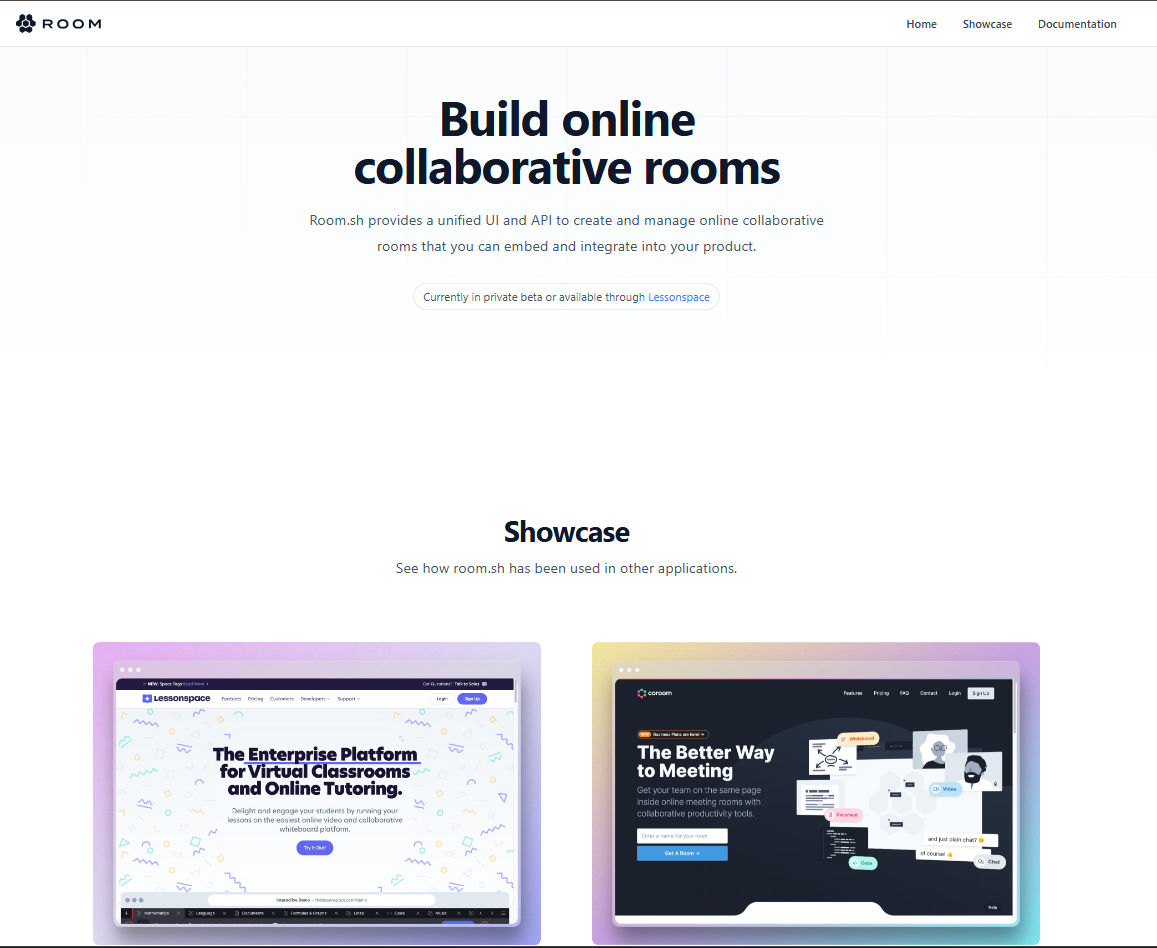 ROOM
Home Showcase Documentation
Build online
collaborative rooms
Room.sh provides a unified UI and API to create and manage online collaborative
rooms that you can embed and integrate into your product.
Currently in private beta or available through Lessonspace
Showcase
See how room.sh has been used in other applications.
NEW: Space Tags Read More
Got Questions? Talk to Sales
Lessonspace Features Pricing Customers Developers Support Login Sign Up
The Enterprise Platform
for Virtual Classrooms
and Online Tutoring.
Delight and engage your students by running your
lessons on the easiest online video and collaborative
whiteboard platform.
Try It Out!
Interactive Demo — thelessonspace.com/demo
Mathematics Language Documents Formulas & Graphs Links Code Music
coroom Features Pricing FAQ Contact Login Sign Up
NEW Business Plans are here! →
The Better Way
to Meeting
Get your team on the same page
inside online meeting rooms with
collaborative productivity tools.
Enter a name for your room
Get A Room →
Whiteboard
Video
Document
Code
and just plain chat?
of course! 👍
Chat
Help